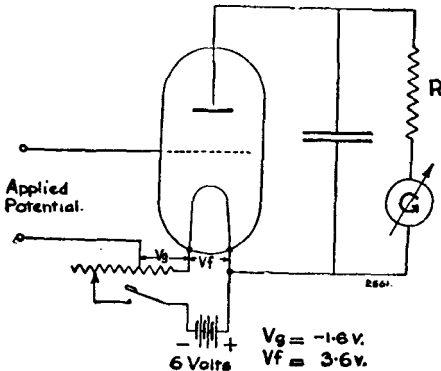 R
G
Applied
Potential.
Vg
Vf
2561.
- +
6 Volts
Vg = -1.6 v.
Vf = 3.6 v.